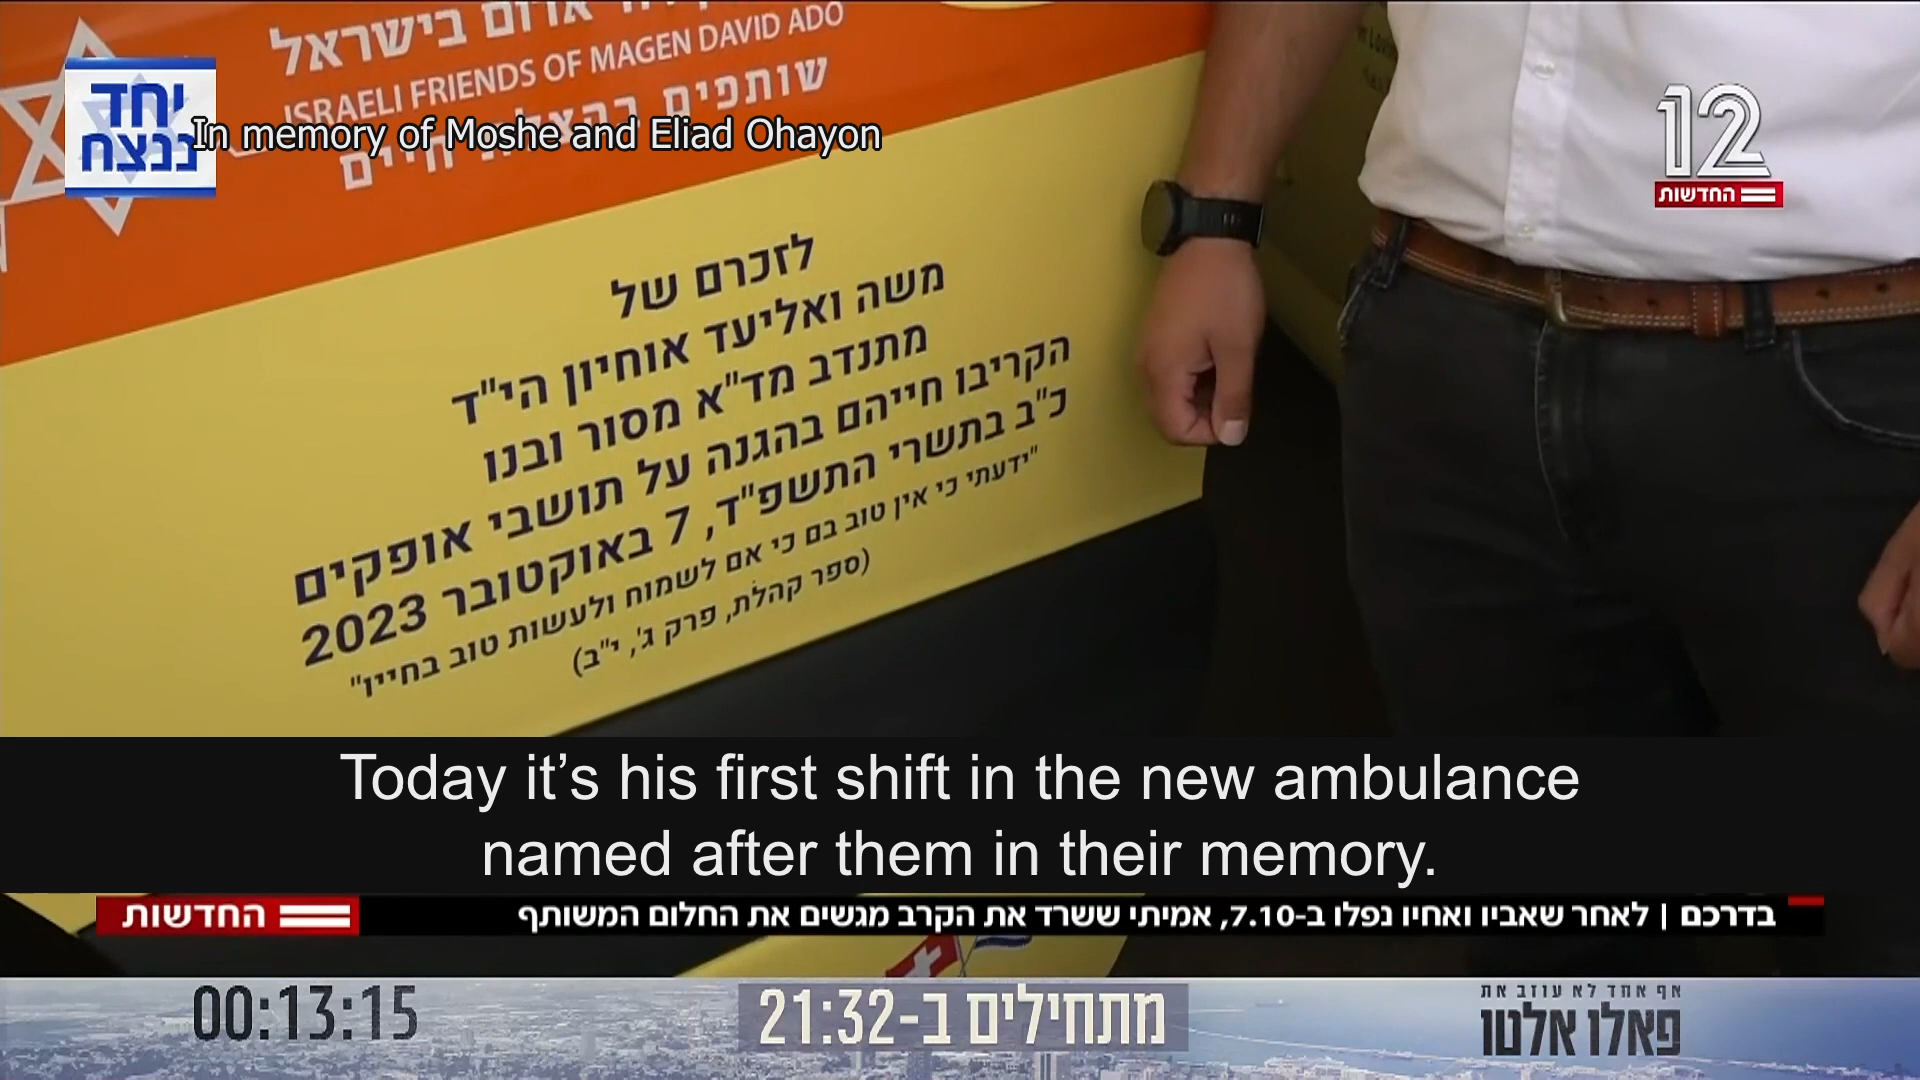 אדום בישראל
ISRAELI FRIENDS OF MAGEN DAVID ADO
שותפים בהצלת חיים
יחד
ננצח
In memory of Moshe and Eliad Ohayon
12
החדשות
לזכרם של
משה ואליעד אוחיון הי"ד
מתנדב מד"א מסור ובנו
הקריבו חייהם בהגנה על תושבי אופקים
כ"ב בתשרי התשפ"ד, 7 באוקטובר 2023
"ידעתי כי אין טוב בם כי אם לשמוח ולעשות טוב בחייו"
(ספר קהלת, פרק ג', י"ב)
Today it’s his first shift in the new ambulance
named after them in their memory.
בדרכם | לאחר שאביו ואחיו נפלו ב-7.10, אמיתי ששרד את הקרב מגשים את החלום המשותף
החדשות
00:13:15
מתחילים ב-21:32
אף אחד לא עוזב את
פאלו אלטו